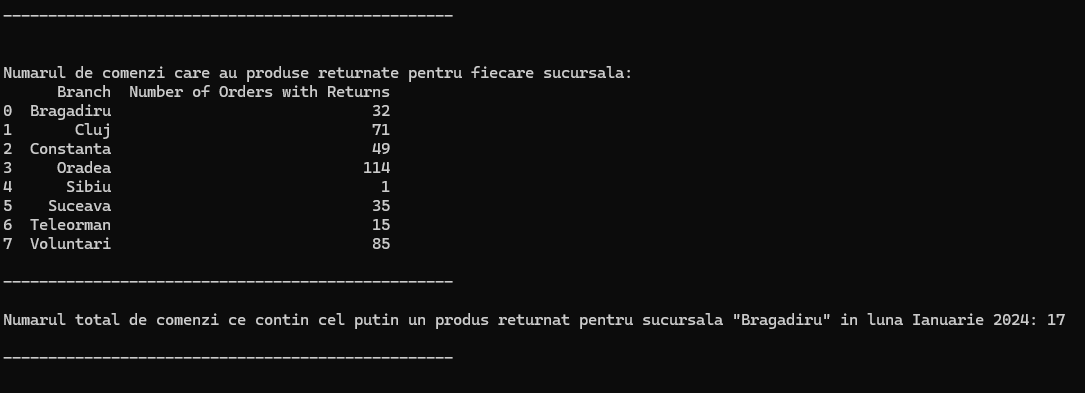 --------------------------------------------------
Numarul de comenzi care au produse returnate pentru fiecare sucursala:
      Branch  Number of Orders with Returns
0  Bragadiru                             32
1       Cluj                             71
2  Constanta                             49
3     Oradea                            114
4      Sibiu                              1
5    Suceava                             35
6  Teleorman                             15
7  Voluntari                             85
--------------------------------------------------
Numarul total de comenzi ce contin cel putin un produs returnat pentru sucursala "Bragadiru" in luna Ianuarie 2024: 17
--------------------------------------------------